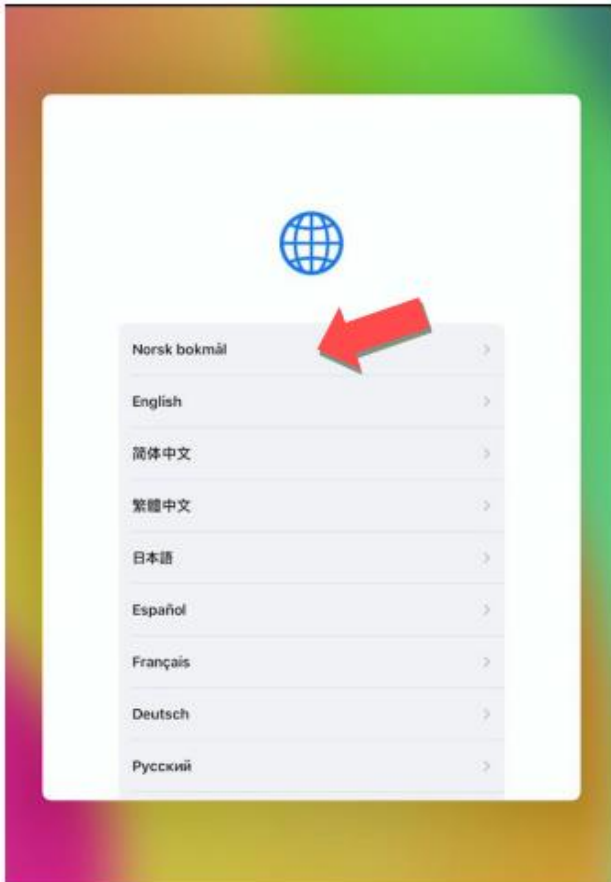 Norsk bokmål
English
简体中文
繁體中文
日本語
Español
Français
Deutsch
Русский